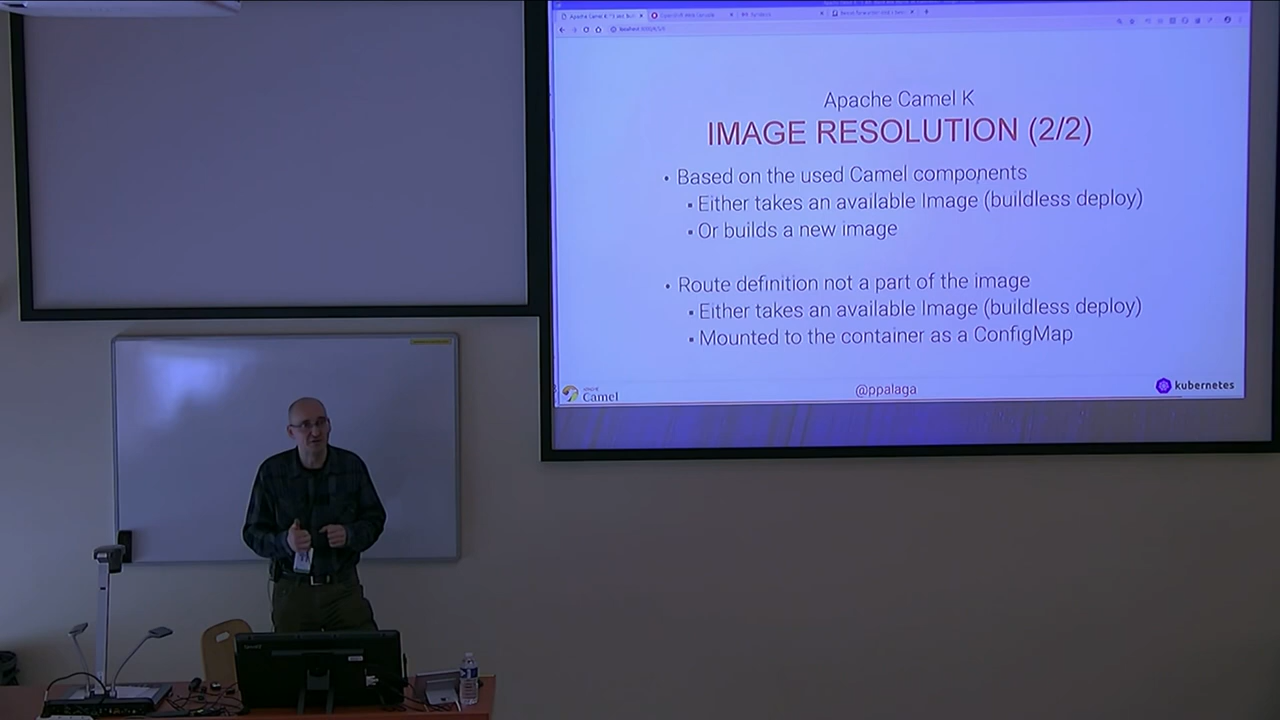 Apache Camel K
IMAGE RESOLUTION (2/2)
• Based on the used Camel components
▪ Either takes an available Image (buildless deploy)
▪ Or builds a new image
• Route definition not a part of the image
▪ Either takes an available Image (buildless deploy)
▪ Mounted to the container as a ConfigMap
APACHE
Camel
@ppalaga
kubernetes